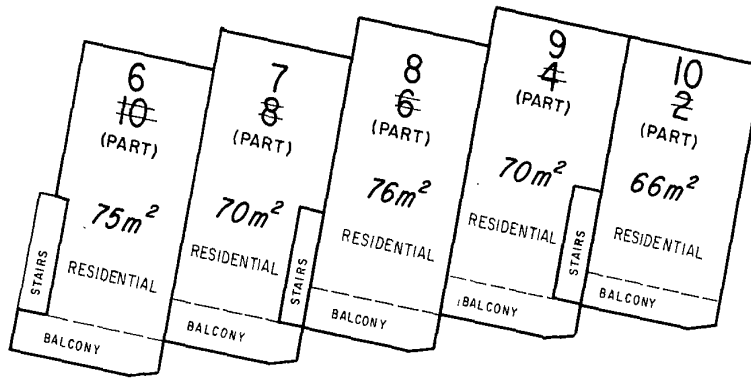 6
10
(PART)
75m²
RESIDENTIAL
STAIRS
BALCONY
7
8
(PART)
70m²
RESIDENTIAL
STAIRS
BALCONY
8
6
(PART)
76m²
RESIDENTIAL
BALCONY
9
4
(PART)
70m²
RESIDENTIAL
STAIRS
BALCONY
10
2
(PART)
66m²
RESIDENTIAL
BALCONY